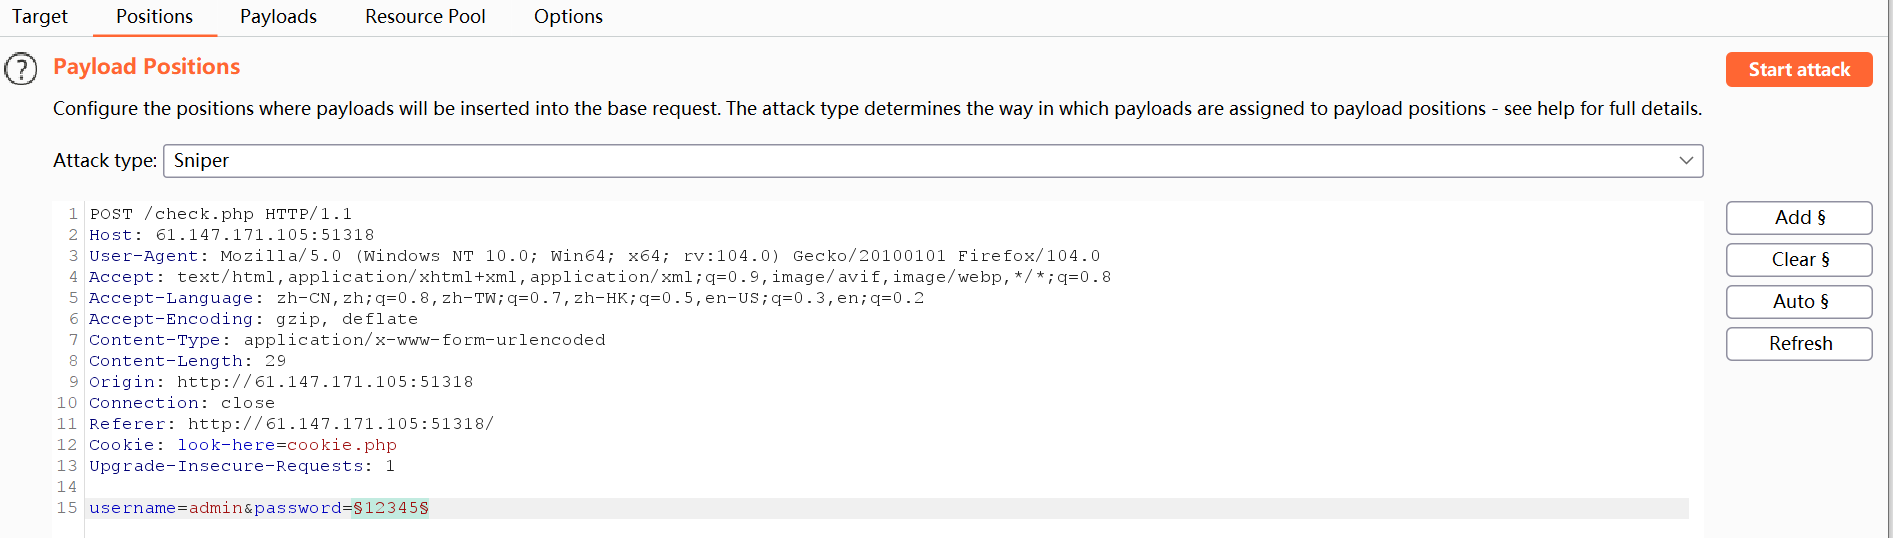 Target Positions Payloads Resource Pool Options
? Payload Positions
Start attack
Configure the positions where payloads will be inserted into the base request. The attack type determines the way in which payloads are assigned to payload positions - see help for full details.
Attack type: Sniper
1 POST /check.php HTTP/1.1
2 Host: 61.147.171.105:51318
3 User-Agent: Mozilla/5.0 (Windows NT 10.0; Win64; x64; rv:104.0) Gecko/20100101 Firefox/104.0
4 Accept: text/html,application/xhtml+xml,application/xml;q=0.9,image/avif,image/webp,*/*;q=0.8
5 Accept-Language: zh-CN,zh;q=0.8,zh-TW;q=0.7,zh-HK;q=0.5,en-US;q=0.3,en;q=0.2
6 Accept-Encoding: gzip, deflate
7 Content-Type: application/x-www-form-urlencoded
8 Content-Length: 29
9 Origin: http://61.147.171.105:51318
10 Connection: close
11 Referer: http://61.147.171.105:51318/
12 Cookie: look-here=cookie.php
13 Upgrade-Insecure-Requests: 1
14
15 username=admin&password=§12345§
Add §
Clear §
Auto §
Refresh